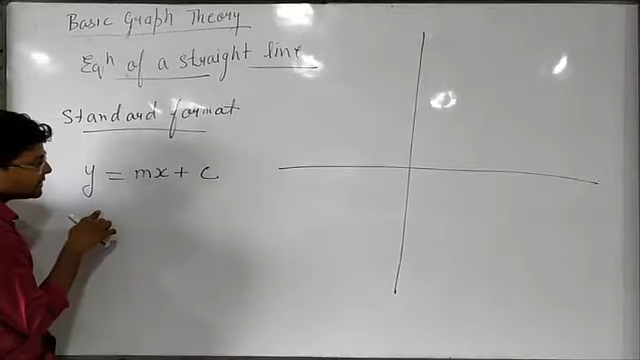 Basic Graph Theory
Eqⁿ of a straight line
Standard format
y = mx + c